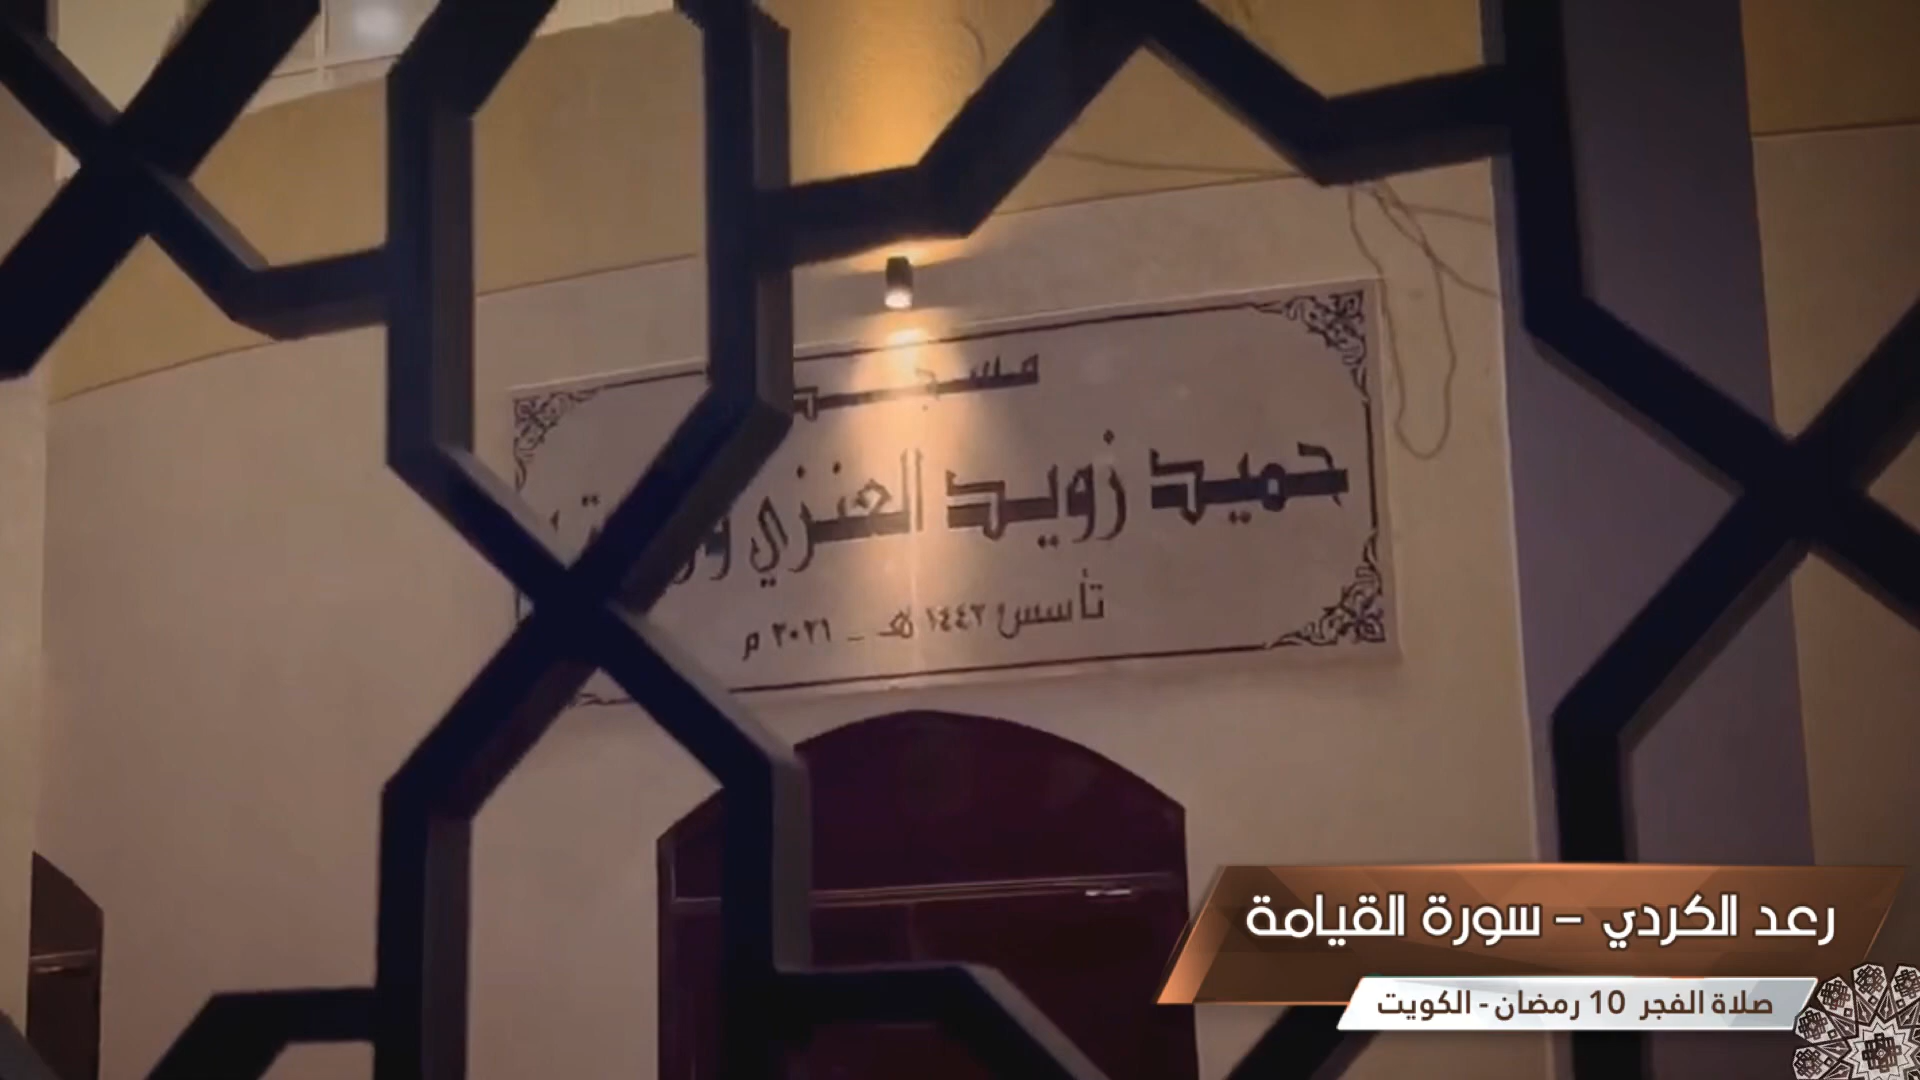 مسجد
حميد زويد العنزي
تأسس ١٤٤٢ هـ - ٢٠٢١ م
رعد الكردي - سورة القيامة
صلاة الفجر 10 رمضان - الكويت